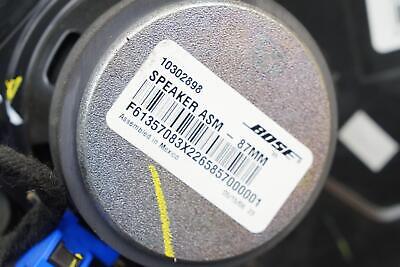 10302898
SPEAKER ASM - 87MM
BOSE
F61357083X2265857000001
Assembled in Mexico